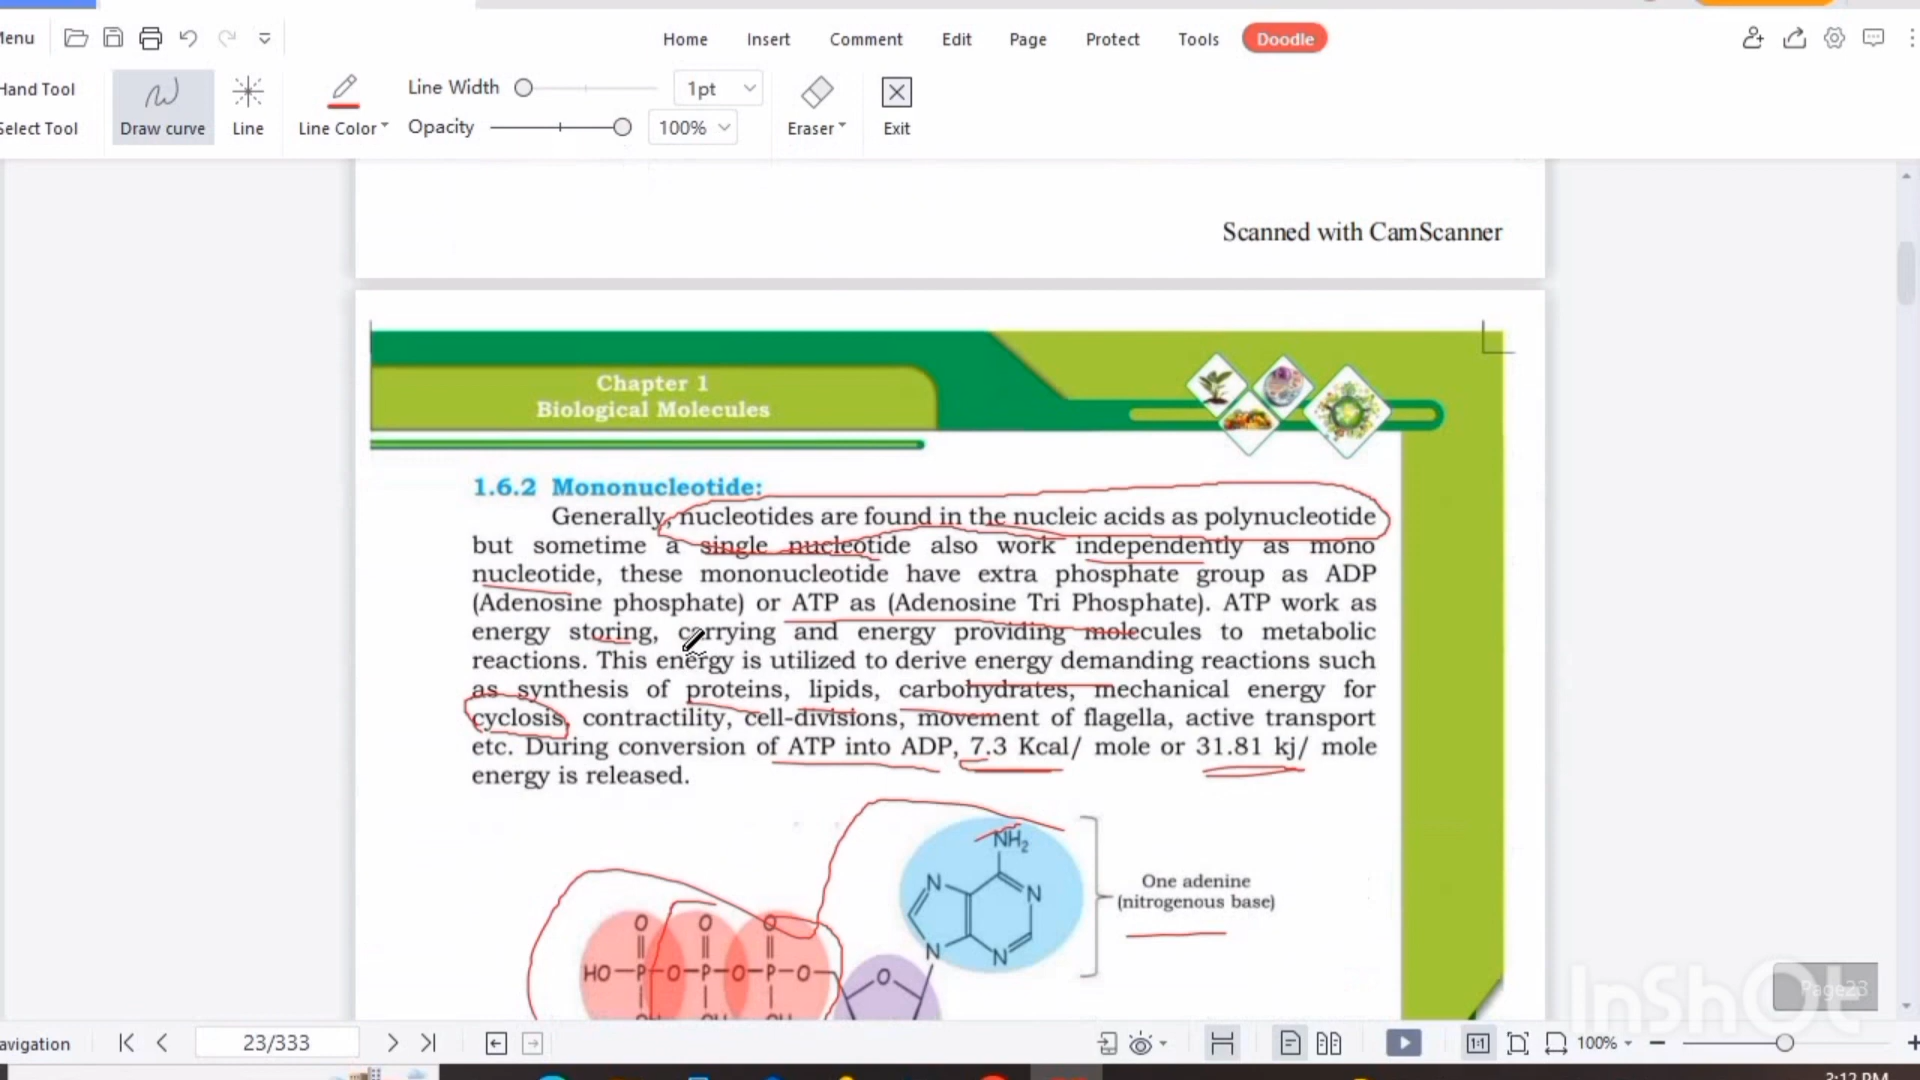 Menu
Home Insert Comment Edit Page Protect Tools Doodle
Hand Tool
Select Tool
Draw curve
Line
Line Color
Line Width 1pt
Opacity 100%
Eraser
Exit
Scanned with CamScanner
Chapter 1
Biological Molecules
1.6.2 Mononucleotide:
Generally, nucleotides are found in the nucleic acids as polynucleotide
but sometime a single nucleotide also work independently as mono
nucleotide, these mononucleotide have extra phosphate group as ADP
(Adenosine phosphate) or ATP as (Adenosine Tri Phosphate). ATP work as
energy storing, carrying and energy providing molecules to metabolic
reactions. This energy is utilized to derive energy demanding reactions such
as synthesis of proteins, lipids, carbohydrates, mechanical energy for
cyclosis, contractility, cell-divisions, movement of flagella, active transport
etc. During conversion of ATP into ADP, 7.3 Kcal/ mole or 31.81 kj/ mole
energy is released.
NH2
N N
N N
One adenine
(nitrogenous base)
O O O
HO P O P O P O O
Page23
InShOt
avigation 23/333 1:1 100%
3:12 PM